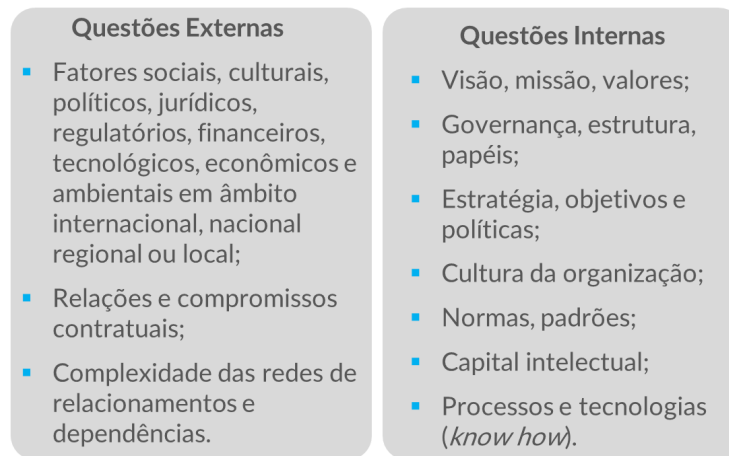 Questões Externas
▪ Fatores sociais, culturais,
políticos, jurídicos,
regulatórios, financeiros,
tecnológicos, econômicos e
ambientais em âmbito
internacional, nacional
regional ou local;
▪ Relações e compromissos
contratuais;
▪ Complexidade das redes de
relacionamentos e
dependências.
Questões Internas
▪ Visão, missão, valores;
▪ Governança, estrutura,
papéis;
▪ Estratégia, objetivos e
políticas;
▪ Cultura da organização;
▪ Normas, padrões;
▪ Capital intelectual;
▪ Processos e tecnologias
(know how).